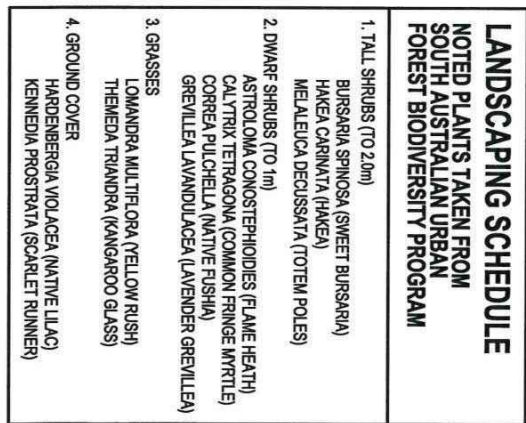 LANDSCAPING SCHEDULE
NOTED PLANTS TAKEN FROM
SOUTH AUSTRALIAN URBAN
FOREST BIODIVERSITY PROGRAM
1. TALL SHRUBS (TO 2.0m)
BURSARIA SPINOSA (SWEET BURSARIA)
HAKEA CARINATA (HAKEA)
MELALEUCA DECUSSATA (TOTEM POLES)
2. DWARF SHRUBS (TO 1m)
ASTROLOMA CONOSTEPHIOIDIES (FLAME HEATH)
CALYTRIX TETRAGONA (COMMON FRINGE MYRTLE)
CORREA PULCHELLA (NATIVE FUSHIA)
GREVILLEA LAVANDULACEA (LAVENDER GREVILLEA)
3. GRASSES
LOMANDRA MULTIFLORA (YELLOW RUSH)
THEMEDA TRIANDRA (KANGAROO GLASS)
4. GROUND COVER
HARDENBERGIA VIOLACEA (NATIVE LILAC)
KENNEDIA PROSTRATA (SCARLET RUNNER)